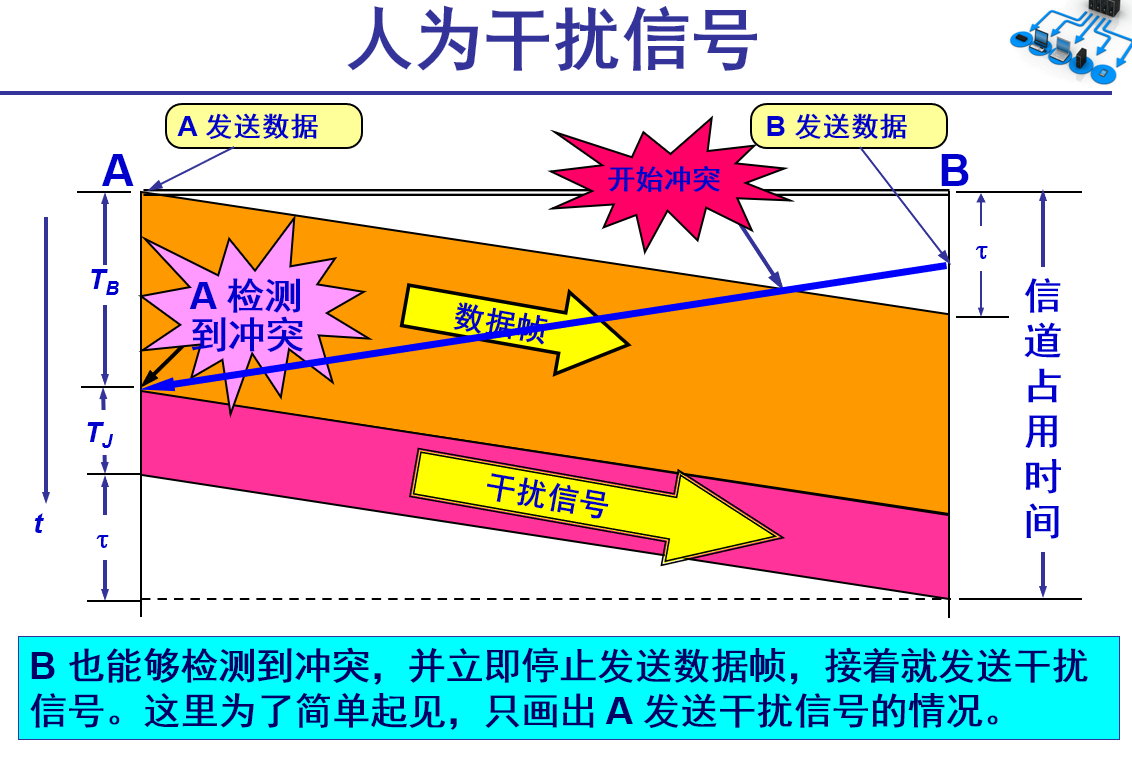 人为干扰信号
A 发送数据
B 发送数据
A
B
开始冲突
τ
T_B
A 检测
到冲突
数据帧
信道占用时间
T_J
干扰信号
t
τ
B 也能够检测到冲突，并立即停止发送数据帧，接着就发送干扰
信号。这里为了简单起见，只画出 A 发送干扰信号的情况。